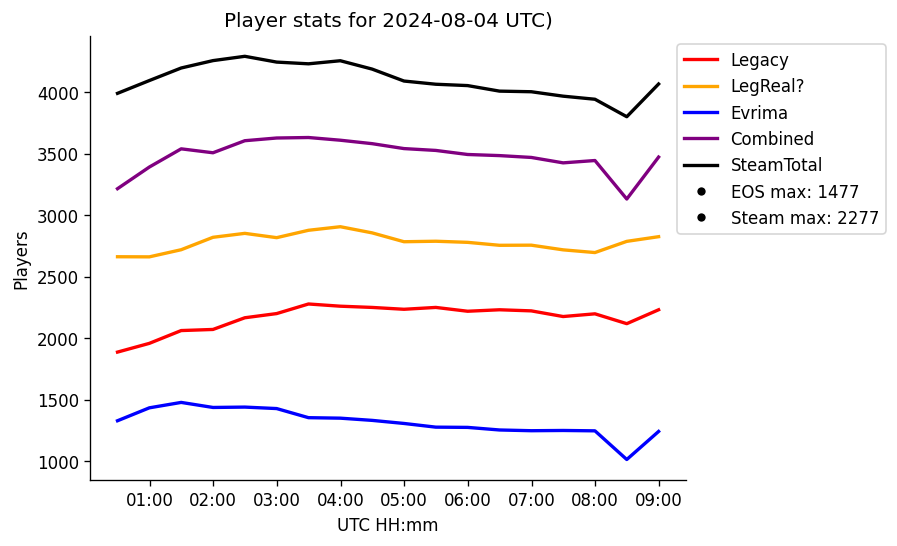 Player stats for 2024-08-04 UTC)
Players
4000
3500
3000
2500
2000
1500
1000
01:00 02:00 03:00 04:00 05:00 06:00 07:00 08:00 09:00
UTC HH:mm
Legacy
LegReal?
Evrima
Combined
SteamTotal
EOS max: 1477
Steam max: 2277